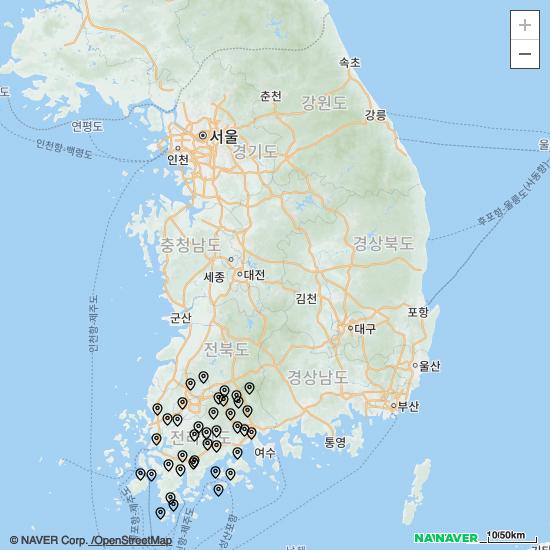 속초
춘천
강원도
강릉
연평도
서울
울
인천
경기도
인천항-백령도
후포항-울릉도(사동항)
충청남도
경상북도
세종
대전
인천항-제주도
김천
군산
포항
대구
전북도
울산
경상남도
부산
여수
통영
© NAVER Corp. /OpenStreetMap
NAVER
10/50km